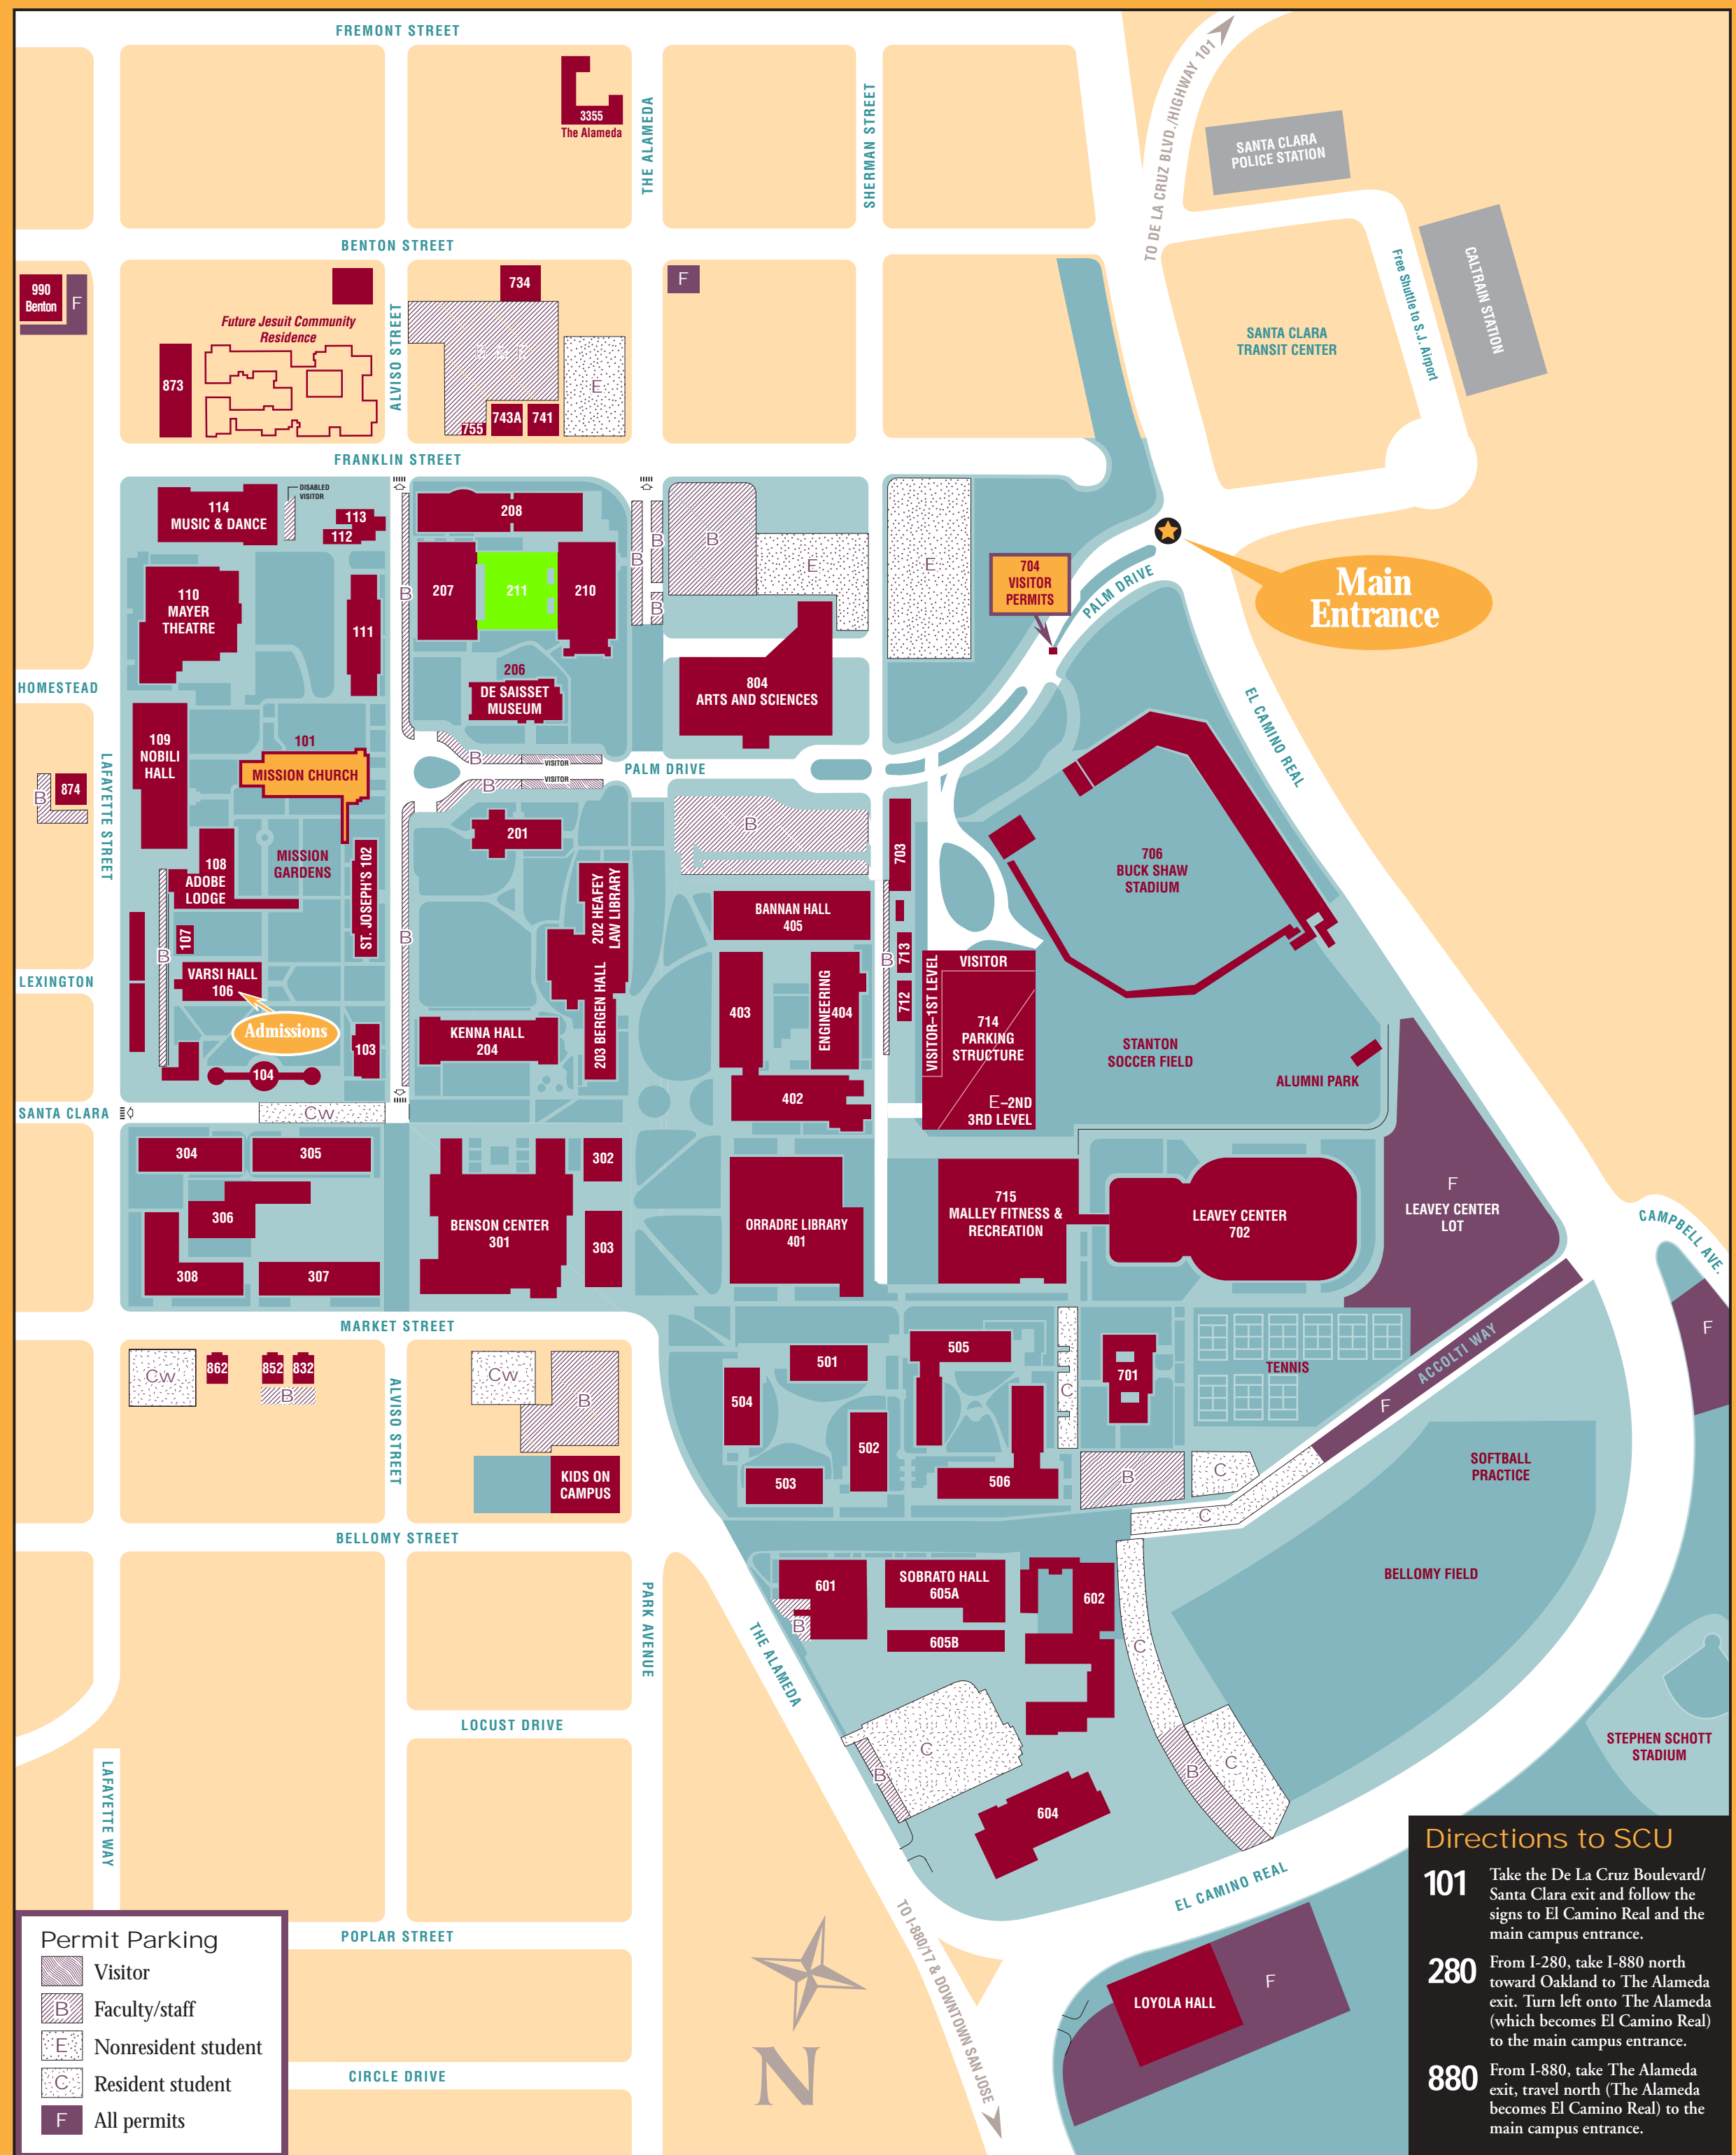 FREMONT STREET
3355
The Alameda
THE ALAMEDA
SHERMAN STREET
TO DE LA CRUZ BLVD./HIGHWAY 101
SANTA CLARA
POLICE STATION
BENTON STREET
990
Benton
F
734
F
ALVISO STREET
Future Jesuit Community
Residence
873
E
755
743A
741
SANTA CLARA
TRANSIT CENTER
Free Shuttle to S.J. Airport
CALTRAIN STATION
FRANKLIN STREET
114
MUSIC & DANCE
DISABLED
VISITOR
113
112
208
B
B
B
B
B
E
E
110
MAYER
THEATRE
111
B
207
211
210
704
VISITOR
PERMITS
PALM DRIVE
Main
Entrance
HOMESTEAD
206
DE SAISSET
MUSEUM
804
ARTS AND SCIENCES
EL CAMINO REAL
109
NOBILI
HALL
101
MISSION CHURCH
LAFAYETTE STREET
874
B
B
VISITOR
B
VISITOR
PALM DRIVE
201
B
703
108
ADOBE
LODGE
MISSION
GARDENS
ST. JOSEPH'S 102
202 HEAFEY
LAW LIBRARY
706
BUCK SHAW
STADIUM
BANNAN HALL
405
B
107
B
713
B
LEXINGTON
VARSI HALL
106
Admissions
203 BERGEN HALL
403
ENGINEERING
404
712
VISITOR
VISITOR–1ST LEVEL
714
PARKING
STRUCTURE
E–2ND
3RD LEVEL
KENNA HALL
204
103
104
STANTON
SOCCER FIELD
ALUMNI PARK
402
SANTA CLARA
Cw
304
305
302
306
BENSON CENTER
301
303
ORRADRE LIBRARY
401
715
MALLEY FITNESS &
RECREATION
LEAVEY CENTER
702
F
LEAVEY CENTER
LOT
CAMPBELL AVE.
308
307
F
MARKET STREET
Cw
862
852
832
B
ALVISO STREET
Cw
B
KIDS ON
CAMPUS
501
505
504
502
503
506
C
701
TENNIS
ACCOLTI WAY
F
B
C
C
SOFTBALL
PRACTICE
BELLOMY STREET
BELLOMY FIELD
601
B
SOBRATO HALL
605A
605B
602
C
PARK AVENUE
THE ALAMEDA
LOCUST DRIVE
C
B
B
C
STEPHEN SCHOTT
STADIUM
604
LAFAYETTE WAY
EL CAMINO REAL
TO I-880/17 & DOWNTOWN SAN JOSE
POPLAR STREET
N
LOYOLA HALL
F
CIRCLE DRIVE
Permit Parking
Visitor
B Faculty/staff
E Nonresident student
C Resident student
F All permits
Directions to SCU
101 Take the De La Cruz Boulevard/
Santa Clara exit and follow the
signs to El Camino Real and the
main campus entrance.
280 From I-280, take I-880 north
toward Oakland to The Alameda
exit. Turn left onto The Alameda
(which becomes El Camino Real)
to the main campus entrance.
880 From I-880, take The Alameda
exit, travel north (The Alameda
becomes El Camino Real) to the
main campus entrance.